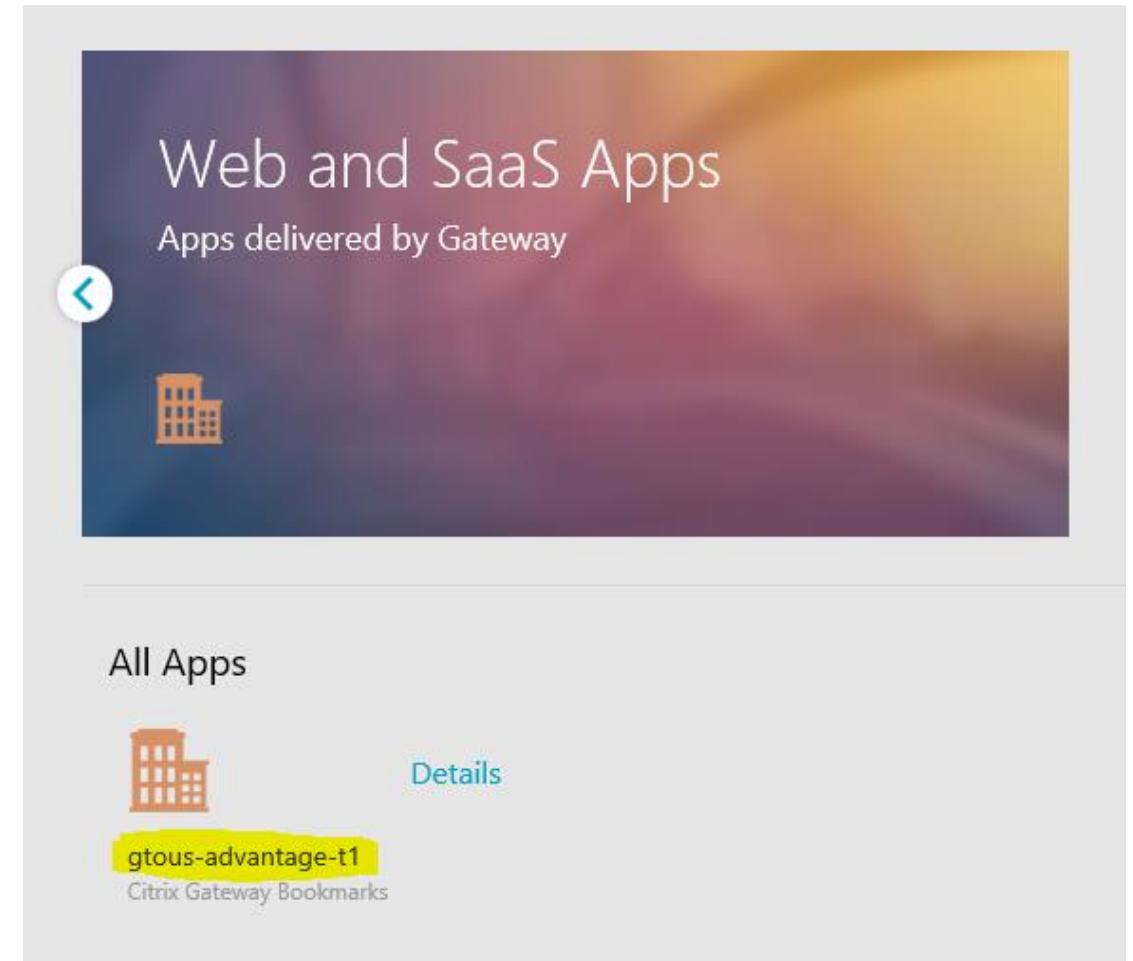 Web and SaaS Apps
Apps delivered by Gateway
All Apps
Details
gtous-advantage-t1
Citrix Gateway Bookmarks